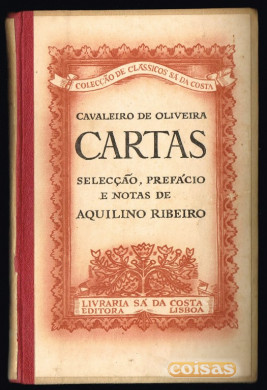 COLECÇÃO DE CLÁSSICOS SÁ DA COSTA
CAVALEIRO DE OLIVEIRA
CARTAS
SELECÇÃO, PREFÁCIO
E NOTAS DE
AQUILINO RIBEIRO
LIVRARIA SÁ DA COSTA
EDITORA LISBOA
coisas